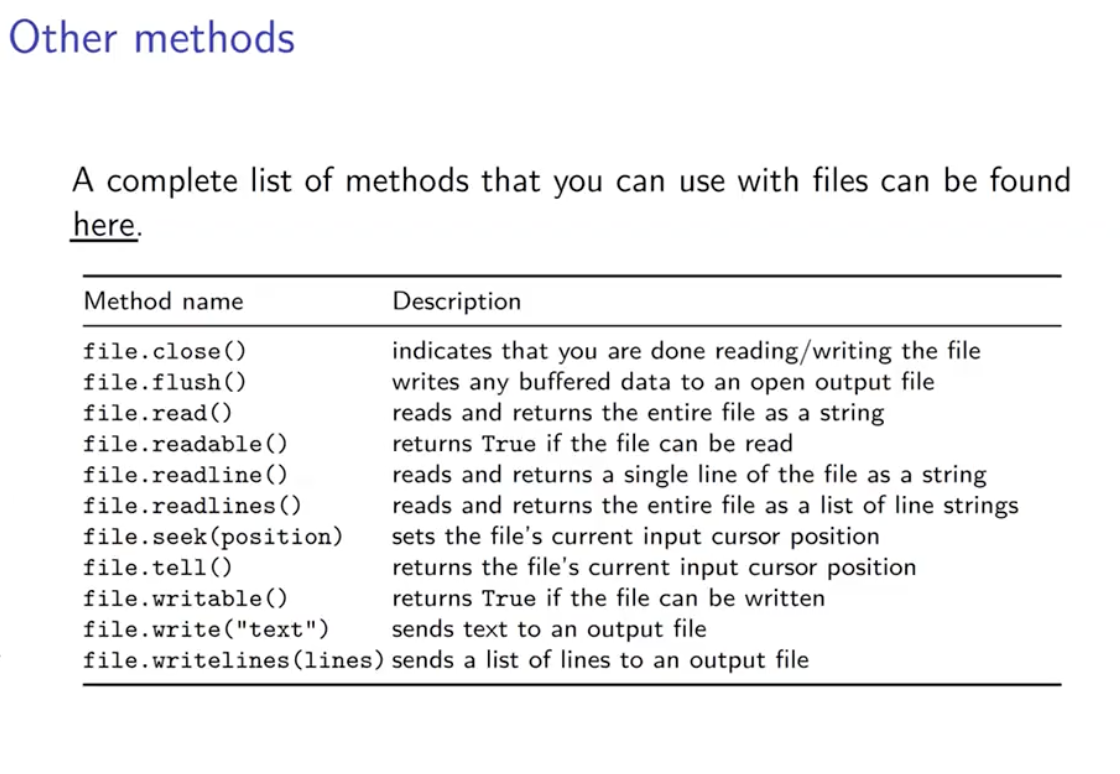 Other methods
A complete list of methods that you can use with files can be found
here.
Method name Description
file.close() indicates that you are done reading/writing the file
file.flush() writes any buffered data to an open output file
file.read() reads and returns the entire file as a string
file.readable() returns True if the file can be read
file.readline() reads and returns a single line of the file as a string
file.readlines() reads and returns the entire file as a list of line strings
file.seek(position) sets the file's current input cursor position
file.tell() returns the file's current input cursor position
file.writable() returns True if the file can be written
file.write("text") sends text to an output file
file.writelines(lines) sends a list of lines to an output file